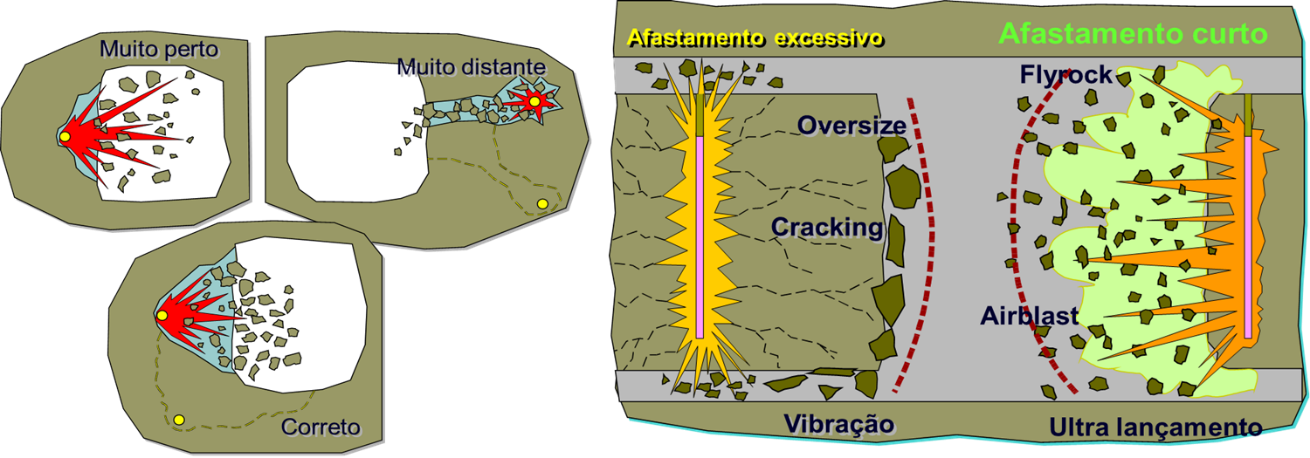 Muito perto
Muito distante
Correto
Afastamento excessivo
Afastamento curto
Flyrock
Oversize
Cracking
Airblast
Vibração
Ultra lançamento